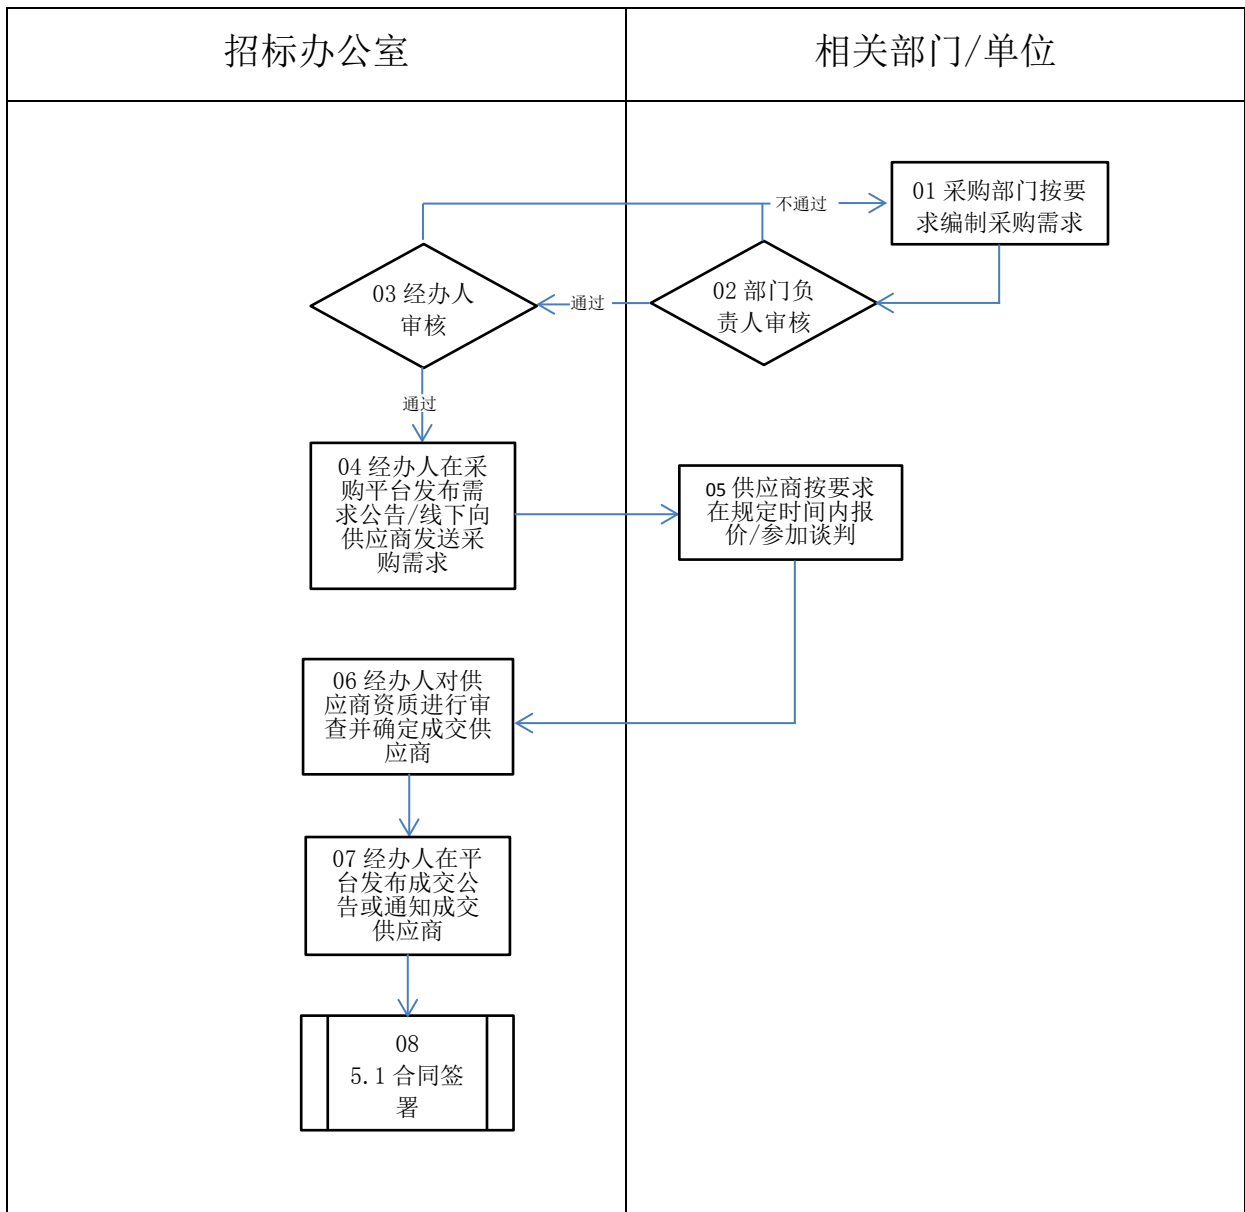 招标办公室
相关部门/单位
01 采购部门按要
求编制采购需求
不通过
02 部门负
责人审核
通过
03 经办人
审核
通过
04 经办人在采
购平台发布需
求公告/线下向
供应商发送采
购需求
05 供应商按要求
在规定时间内报
价/参加谈判
06 经办人对供
应商资质进行审
查并确定成交供
应商
07 经办人在平
台发布成交公
告或通知成交
供应商
08
5.1 合同签
署